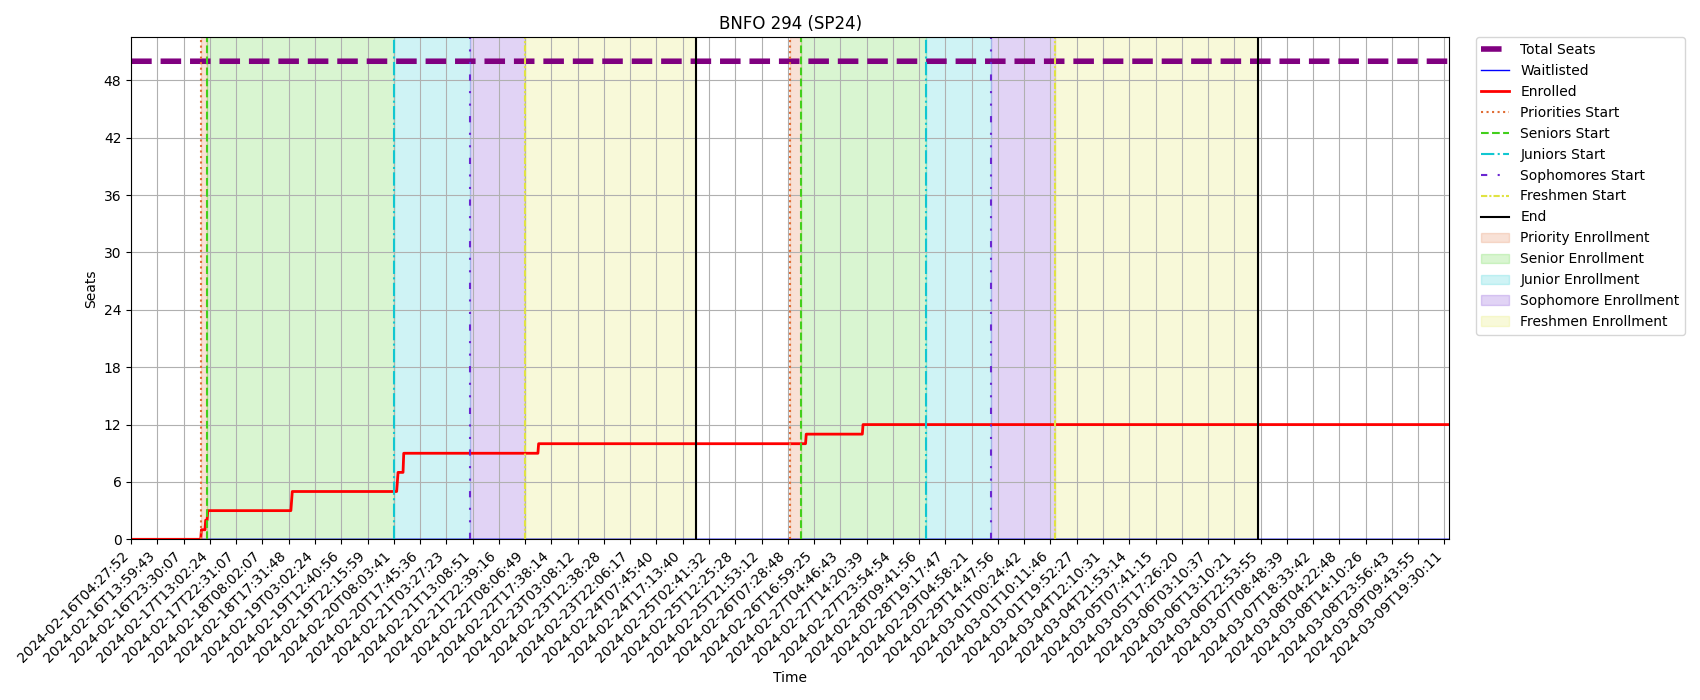 BNFO 294 (SP24)
Total Seats
Waitlisted
Enrolled
Priorities Start
Seniors Start
Juniors Start
Sophomores Start
Freshmen Start
End
Priority Enrollment
Senior Enrollment
Junior Enrollment
Sophomore Enrollment
Freshmen Enrollment
Seats
48
42
36
30
24
18
12
6
0
2024-02-16T04:27:52
2024-02-16T13:59:43
2024-02-16T23:30:07
2024-02-17T13:02:24
2024-02-17T22:31:07
2024-02-18T08:02:07
2024-02-18T17:31:48
2024-02-19T03:02:24
2024-02-19T12:40:56
2024-02-19T22:15:59
2024-02-20T08:03:41
2024-02-20T17:45:36
2024-02-21T03:27:23
2024-02-21T13:08:51
2024-02-21T22:39:16
2024-02-22T08:06:49
2024-02-22T17:38:14
2024-02-23T03:08:12
2024-02-23T12:38:28
2024-02-23T22:06:17
2024-02-24T07:45:40
2024-02-24T17:13:40
2024-02-25T02:41:32
2024-02-25T12:25:28
2024-02-25T21:53:12
2024-02-26T07:28:48
2024-02-26T16:59:25
2024-02-27T04:46:43
2024-02-27T14:20:39
2024-02-27T23:54:54
2024-02-28T09:41:56
2024-02-28T19:17:47
2024-02-29T04:58:21
2024-02-29T14:47:56
2024-03-01T00:24:42
2024-03-01T10:11:46
2024-03-01T19:52:27
2024-03-04T12:10:31
2024-03-04T21:53:14
2024-03-05T07:41:15
2024-03-05T17:26:20
2024-03-06T03:10:37
2024-03-06T13:10:21
2024-03-06T22:53:55
2024-03-07T08:48:39
2024-03-07T18:33:42
2024-03-08T04:22:48
2024-03-08T14:10:26
2024-03-08T23:56:43
2024-03-09T09:43:55
2024-03-09T19:30:11
Time